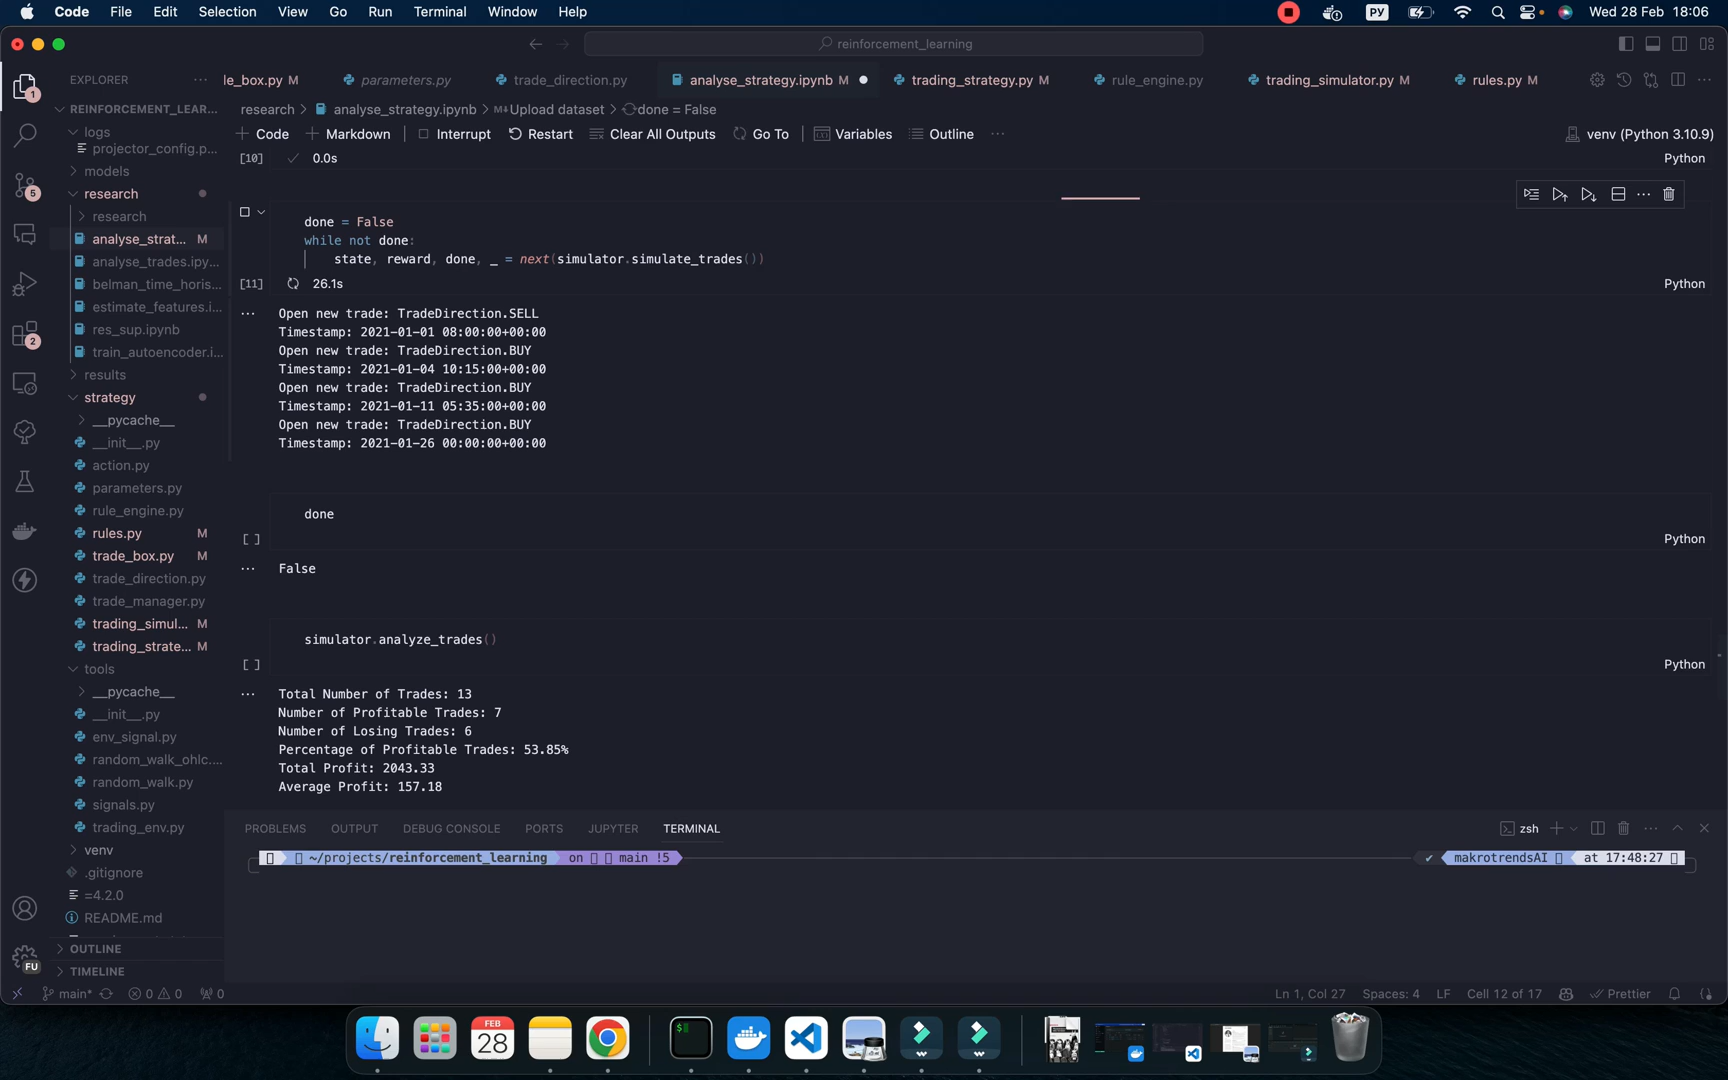 Code File Edit Selection View Go Run Terminal Window Help РУ Wed 28 Feb 18:06
reinforcement_learning
EXPLORER
le_box.py M parameters.py trade_direction.py analyse_strategy.ipynb M trading_strategy.py M rule_engine.py trading_simulator.py M rules.py M
REINFORCEMENT_LEAR...
research > analyse_strategy.ipynb > M↓Upload dataset > done = False
Code Markdown Interrupt Restart Clear All Outputs Go To Variables Outline venv (Python 3.10.9)
logs
projector_config.p...
models
research
research
analyse_strat... M
analyse_trades.ipy...
belman_time_horis...
estimate_features.i...
res_sup.ipynb
train_autoencoder.i...
results
strategy
__pycache__
__init__.py
action.py
parameters.py
rule_engine.py
rules.py M
trade_box.py M
trade_direction.py
trade_manager.py
trading_simul... M
trading_strate... M
tools
__pycache__
__init__.py
env_signal.py
random_walk_ohlc....
random_walk.py
signals.py
trading_env.py
venv
.gitignore
=4.2.0
README.md
OUTLINE
TIMELINE
1
5
2
FU
[10] 0.0s Python
done = False
while not done:
state, reward, done, _ = next(simulator.simulate_trades())
[11] 26.1s Python
Open new trade: TradeDirection.SELL
Timestamp: 2021-01-01 08:00:00+00:00
Open new trade: TradeDirection.BUY
Timestamp: 2021-01-04 10:15:00+00:00
Open new trade: TradeDirection.BUY
Timestamp: 2021-01-11 05:35:00+00:00
Open new trade: TradeDirection.BUY
Timestamp: 2021-01-26 00:00:00+00:00
done
[ ] Python
False
simulator.analyze_trades()
[ ] Python
Total Number of Trades: 13
Number of Profitable Trades: 7
Number of Losing Trades: 6
Percentage of Profitable Trades: 53.85%
Total Profit: 2043.33
Average Profit: 157.18
PROBLEMS OUTPUT DEBUG CONSOLE PORTS JUPYTER TERMINAL zsh
~/projects/reinforcement_learning on main !5 makrotrendsAI at 17:48:27
main* 0 0 0 Ln 1, Col 27 Spaces: 4 LF Cell 12 of 17 Prettier
FEB
28